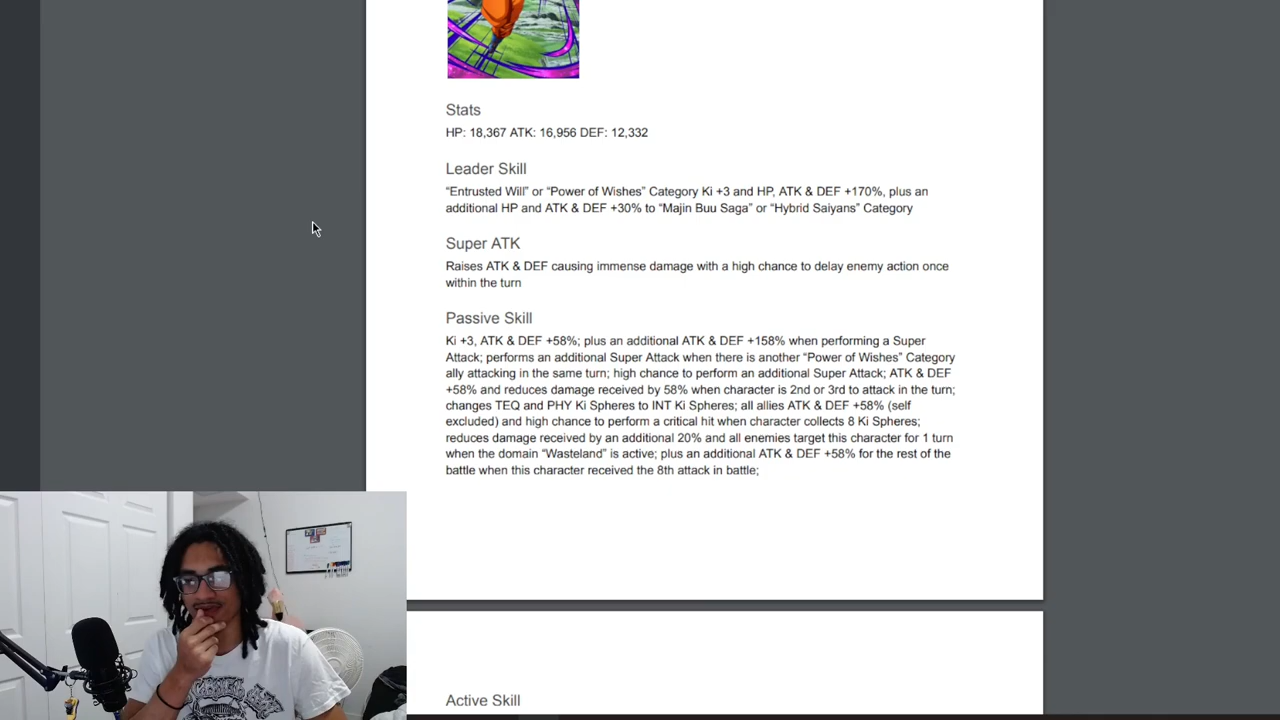 Stats
HP: 18,367 ATK: 16,956 DEF: 12,332
Leader Skill
“Entrusted Will” or “Power of Wishes” Category Ki +3 and HP, ATK & DEF +170%, plus an
additional HP and ATK & DEF +30% to “Majin Buu Saga” or “Hybrid Saiyans” Category
Super ATK
Raises ATK & DEF causing immense damage with a high chance to delay enemy action once
within the turn
Passive Skill
Ki +3, ATK & DEF +58%; plus an additional ATK & DEF +158% when performing a Super
Attack; performs an additional Super Attack when there is another “Power of Wishes” Category
ally attacking in the same turn; high chance to perform an additional Super Attack; ATK & DEF
+58% and reduces damage received by 58% when character is 2nd or 3rd to attack in the turn;
changes TEQ and PHY Ki Spheres to INT Ki Spheres; all allies ATK & DEF +58% (self
excluded) and high chance to perform a critical hit when character collects 8 Ki Spheres;
reduces damage received by an additional 20% and all enemies target this character for 1 turn
when the domain “Wasteland” is active; plus an additional ATK & DEF +58% for the rest of the
battle when this character received the 8th attack in battle;
Active Skill